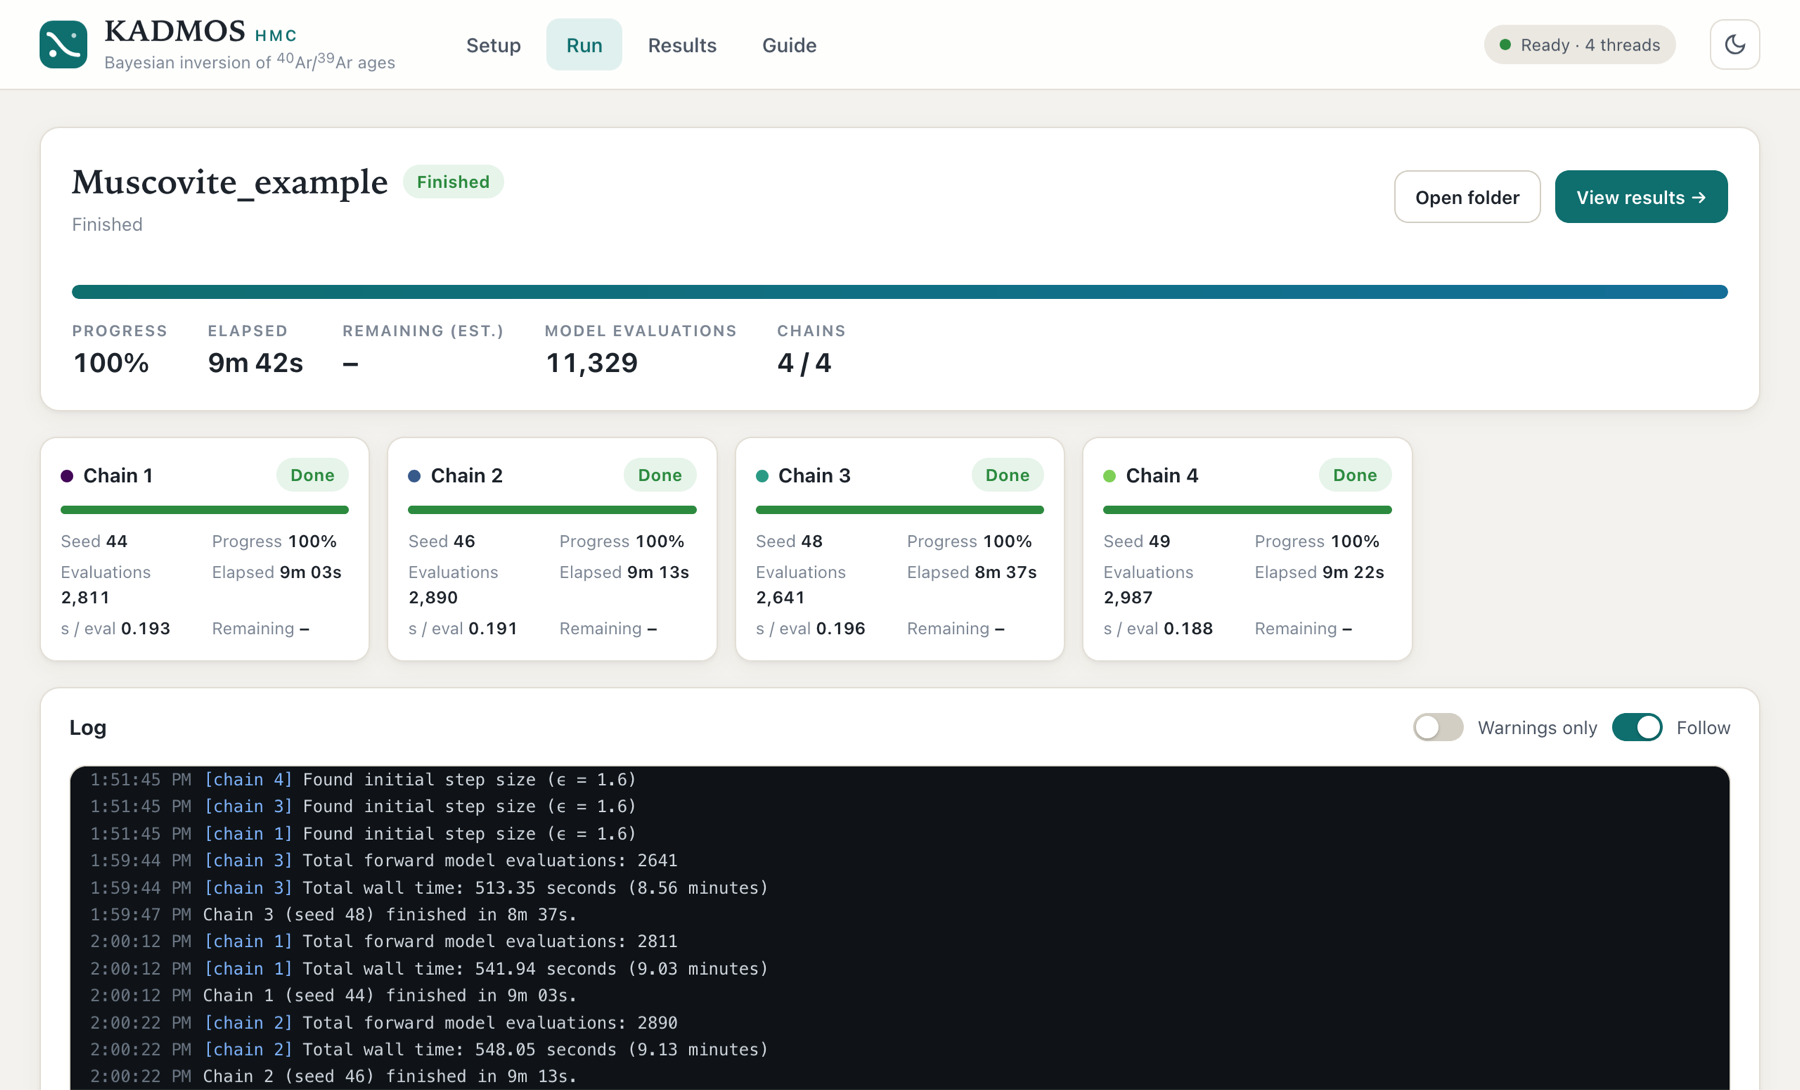 KADMOS HMC
Bayesian inversion of ⁴⁰Ar/³⁹Ar ages
Setup
Run
Results
Guide
Ready · 4 threads
Muscovite_example
Finished
Finished
Open folder
View results →
PROGRESS
100%
ELAPSED
9m 42s
REMAINING (EST.)
–
MODEL EVALUATIONS
11,329
CHAINS
4 / 4
Chain 1
Done
Seed 44
Progress 100%
Evaluations
2,811
Elapsed 9m 03s
s / eval 0.193
Remaining –
Chain 2
Done
Seed 46
Progress 100%
Evaluations
2,890
Elapsed 9m 13s
s / eval 0.191
Remaining –
Chain 3
Done
Seed 48
Progress 100%
Evaluations
2,641
Elapsed 8m 37s
s / eval 0.196
Remaining –
Chain 4
Done
Seed 49
Progress 100%
Evaluations
2,987
Elapsed 9m 22s
s / eval 0.188
Remaining –
Log
Warnings only
Follow
1:51:45 PM [chain 4] Found initial step size (ϵ = 1.6)
1:51:45 PM [chain 3] Found initial step size (ϵ = 1.6)
1:51:45 PM [chain 1] Found initial step size (ϵ = 1.6)
1:59:44 PM [chain 3] Total forward model evaluations: 2641
1:59:44 PM [chain 3] Total wall time: 513.35 seconds (8.56 minutes)
1:59:47 PM Chain 3 (seed 48) finished in 8m 37s.
2:00:12 PM [chain 1] Total forward model evaluations: 2811
2:00:12 PM [chain 1] Total wall time: 541.94 seconds (9.03 minutes)
2:00:12 PM Chain 1 (seed 44) finished in 9m 03s.
2:00:22 PM [chain 2] Total forward model evaluations: 2890
2:00:22 PM [chain 2] Total wall time: 548.05 seconds (9.13 minutes)
2:00:22 PM Chain 2 (seed 46) finished in 9m 13s.